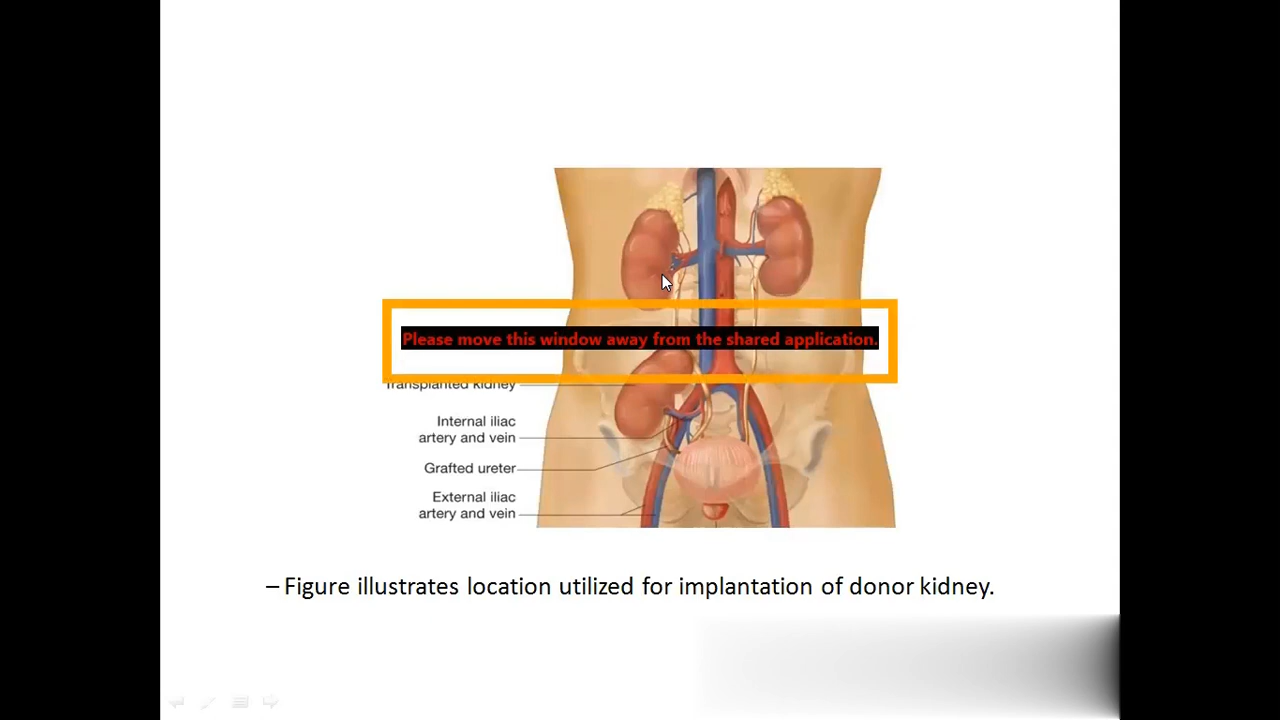 Please move this window away from the shared application.
Transplanted kidney
Internal iliac
artery and vein
Grafted ureter
External iliac
artery and vein
– Figure illustrates location utilized for implantation of donor kidney.